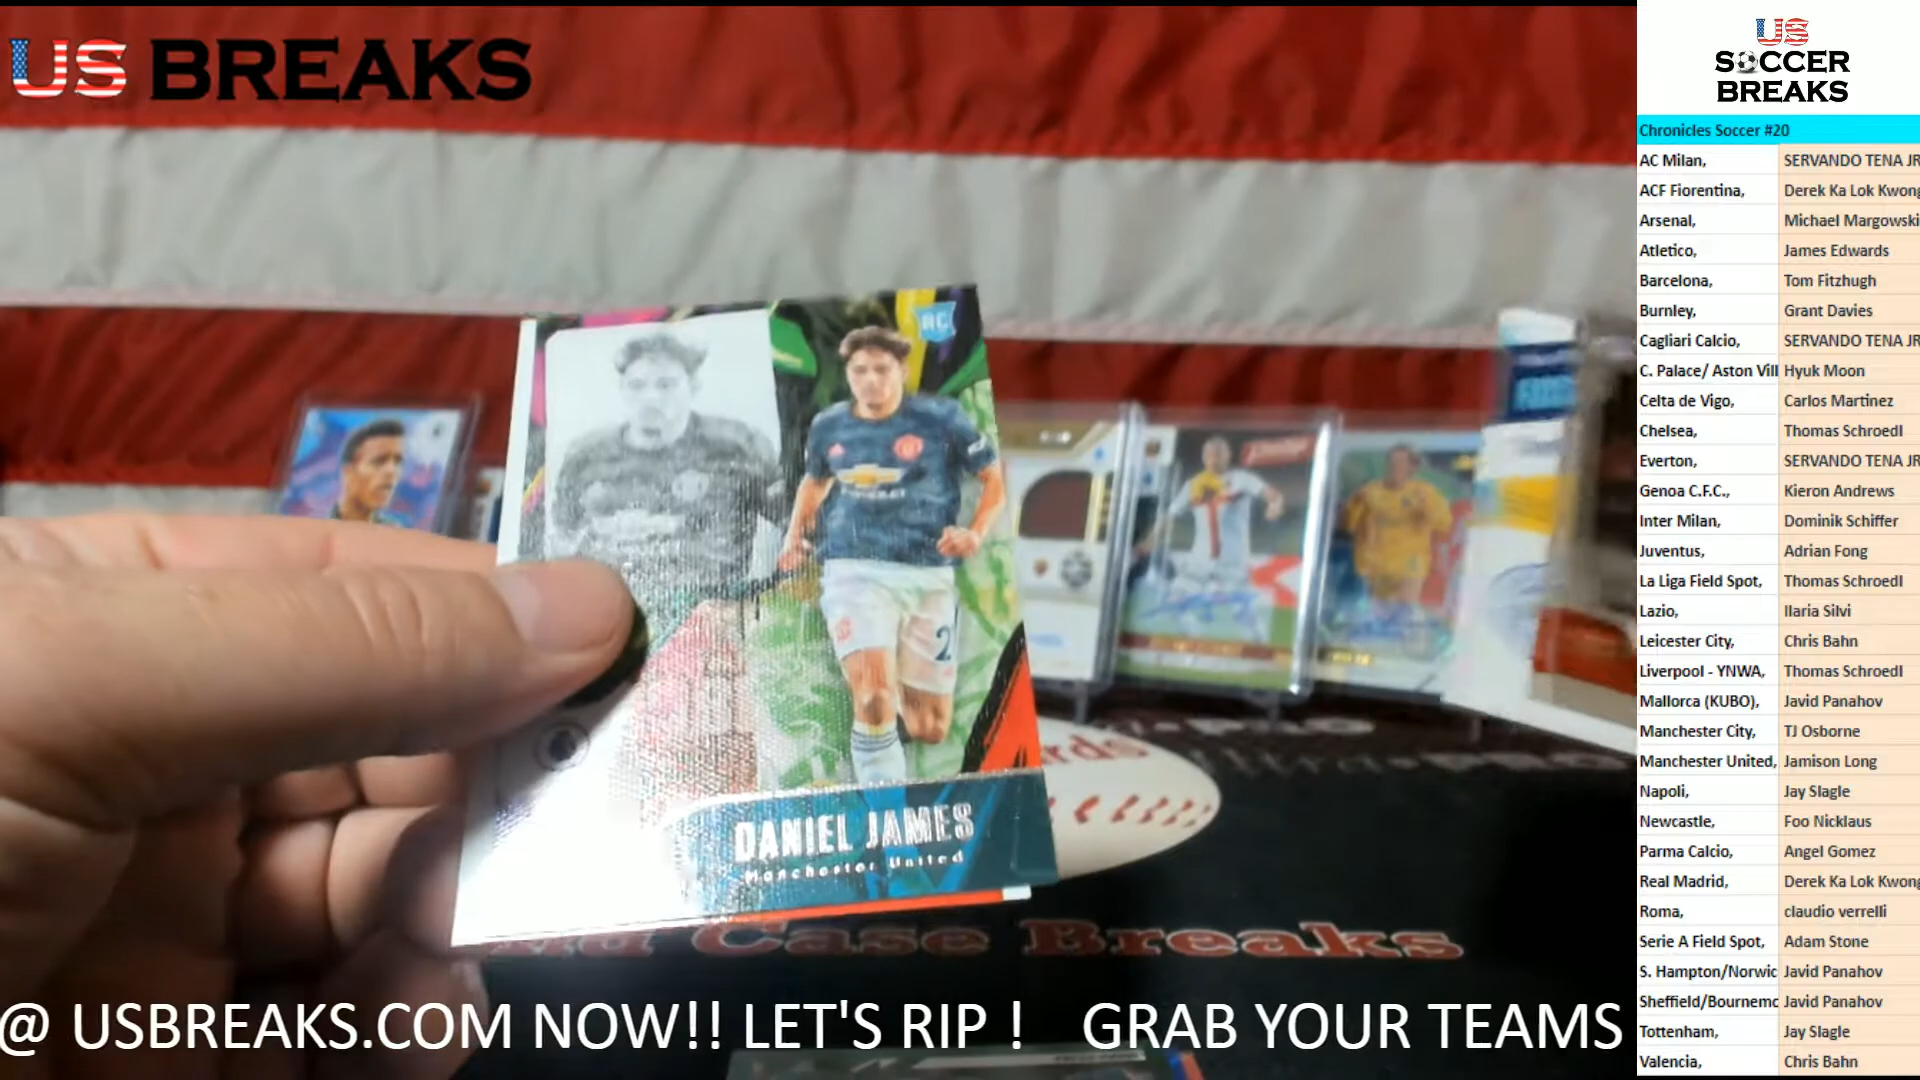 US BREAKS
US
SOCCER
BREAKS
Chronicles Soccer #20
AC Milan, SERVANDO TENA JR
ACF Fiorentina, Derek Ka Lok Kwong
Arsenal, Michael Margowski
Atletico, James Edwards
Barcelona, Tom Fitzhugh
Burnley, Grant Davies
Cagliari Calcio, SERVANDO TENA JR
C. Palace/ Aston Vill Hyuk Moon
Celta de Vigo, Carlos Martinez
Chelsea, Thomas Schroedl
Everton, SERVANDO TENA JR
Genoa C.F.C., Kieron Andrews
Inter Milan, Dominik Schiffer
Juventus, Adrian Fong
La Liga Field Spot, Thomas Schroedl
Lazio, Ilaria Silvi
Leicester City, Chris Bahn
Liverpool - YNWA, Thomas Schroedl
Mallorca (KUBO), Javid Panahov
Manchester City, TJ Osborne
Manchester United, Jamison Long
Napoli, Jay Slagle
Newcastle, Foo Nicklaus
Parma Calcio, Angel Gomez
Real Madrid, Derek Ka Lok Kwong
Roma, claudio verrelli
Serie A Field Spot, Adam Stone
S. Hampton/Norwic Javid Panahov
Sheffield/Bournemo Javid Panahov
Tottenham, Jay Slagle
Valencia, Chris Bahn
RC
2
DANIEL JAMES
Manchester United
Case Breaks
@ USBREAKS.COM NOW!! LET'S RIP ! GRAB YOUR TEAMS